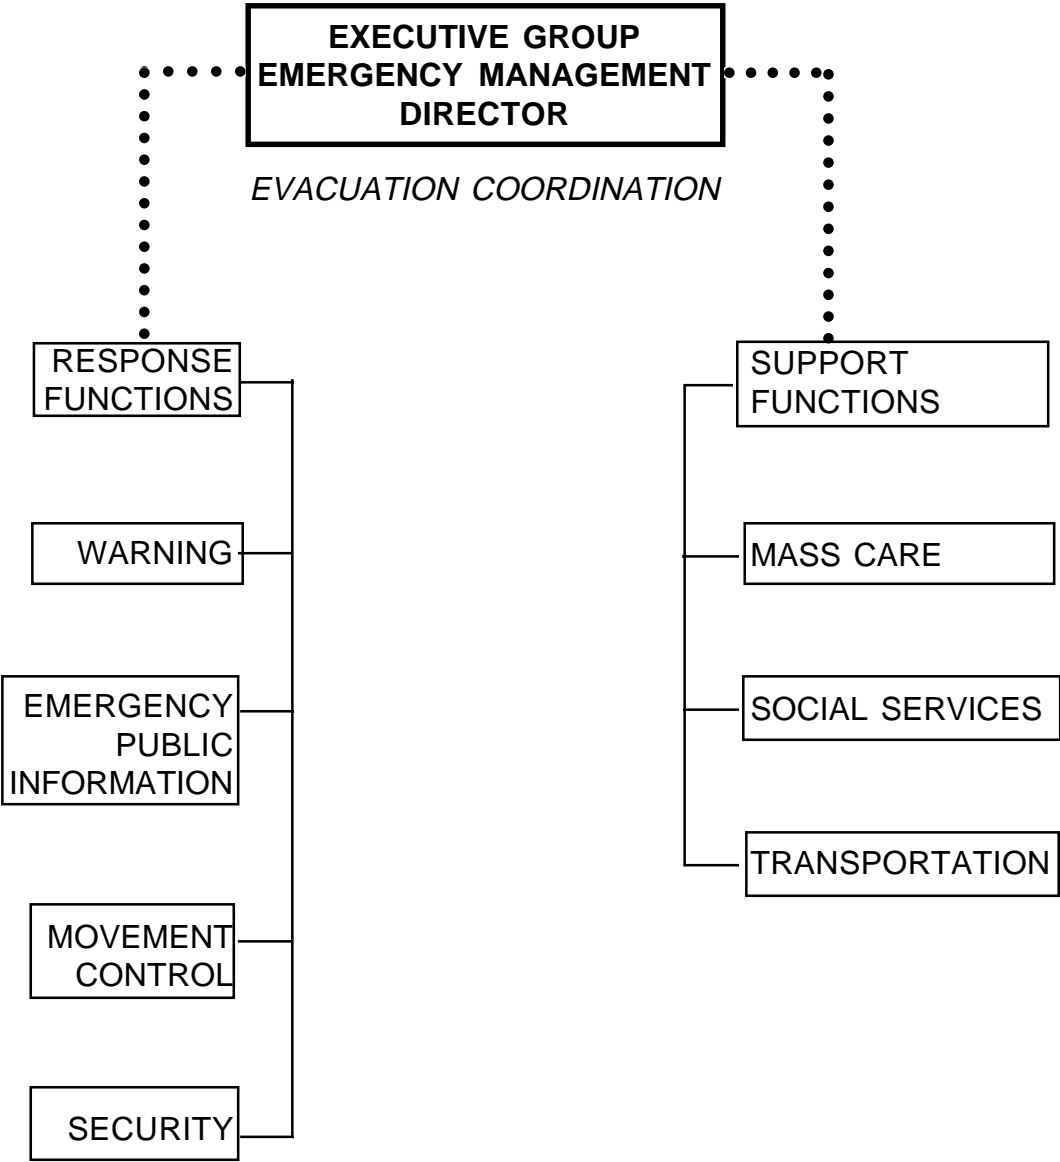 EXECUTIVE GROUP
EMERGENCY MANAGEMENT
DIRECTOR
EVACUATION COORDINATION
RESPONSE
FUNCTIONS
WARNING
EMERGENCY
PUBLIC
INFORMATION
MOVEMENT
CONTROL
SECURITY
SUPPORT
FUNCTIONS
MASS CARE
SOCIAL SERVICES
TRANSPORTATION